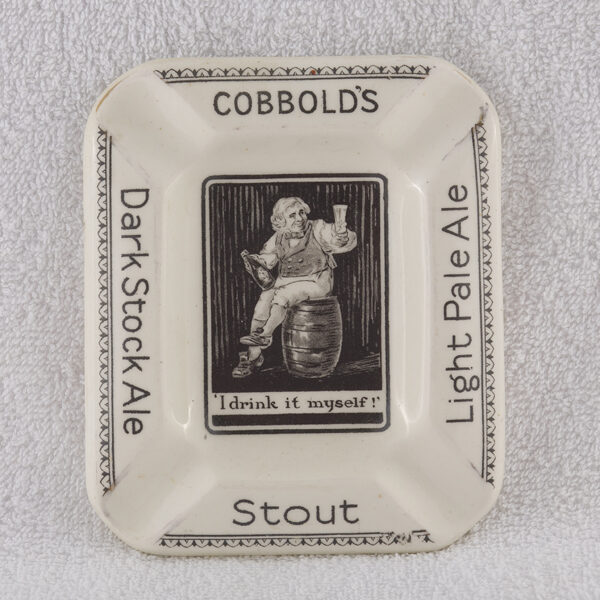 COBBOLD'S
Dark Stock Ale
Light Pale Ale
'I drink it myself!'
Stout